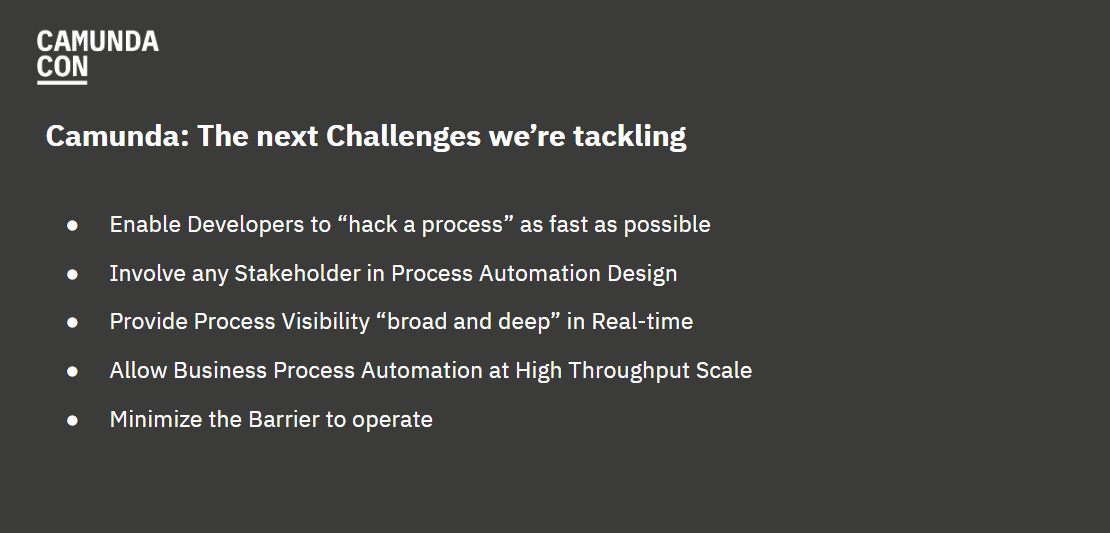 CAMUNDA
CON
Camunda: The next Challenges we’re tackling
● Enable Developers to “hack a process” as fast as possible
● Involve any Stakeholder in Process Automation Design
● Provide Process Visibility “broad and deep” in Real-time
● Allow Business Process Automation at High Throughput Scale
● Minimize the Barrier to operate